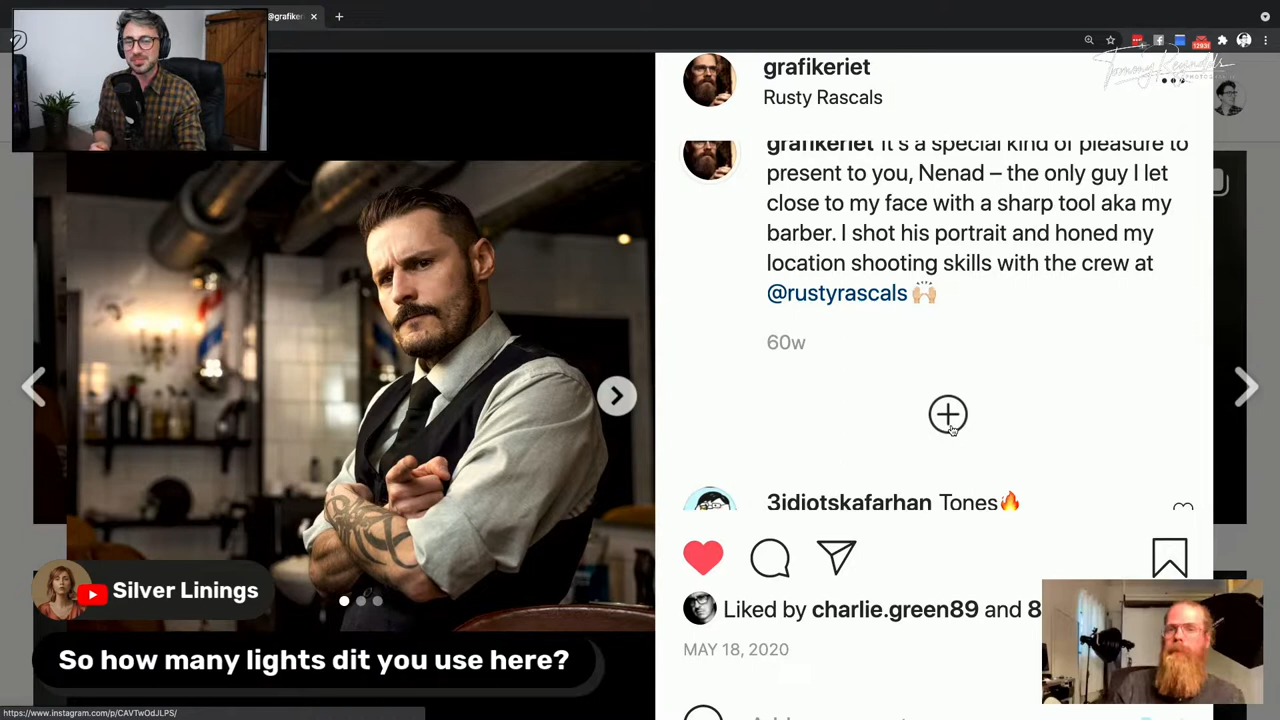 @grafikeri
grafikeriet
Rusty Rascals
Tommy Reynolds
grafikeriet It's a special kind of pleasure to
present to you, Nenad – the only guy I let
close to my face with a sharp tool aka my
barber. I shot his portrait and honed my
location shooting skills with the crew at
@rustyrascals 🙌🏼
60w
3idiotskafarhan Tones🔥
Liked by charlie.green89 and 8
MAY 18, 2020
Silver Linings
So how many lights dit you use here?
https://www.instagram.com/p/CAVTwOdJLPS/